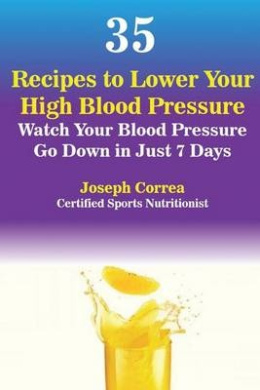 35
Recipes to Lower Your
High Blood Pressure
Watch Your Blood Pressure
Go Down in Just 7 Days
Joseph Correa
Certified Sports Nutritionist